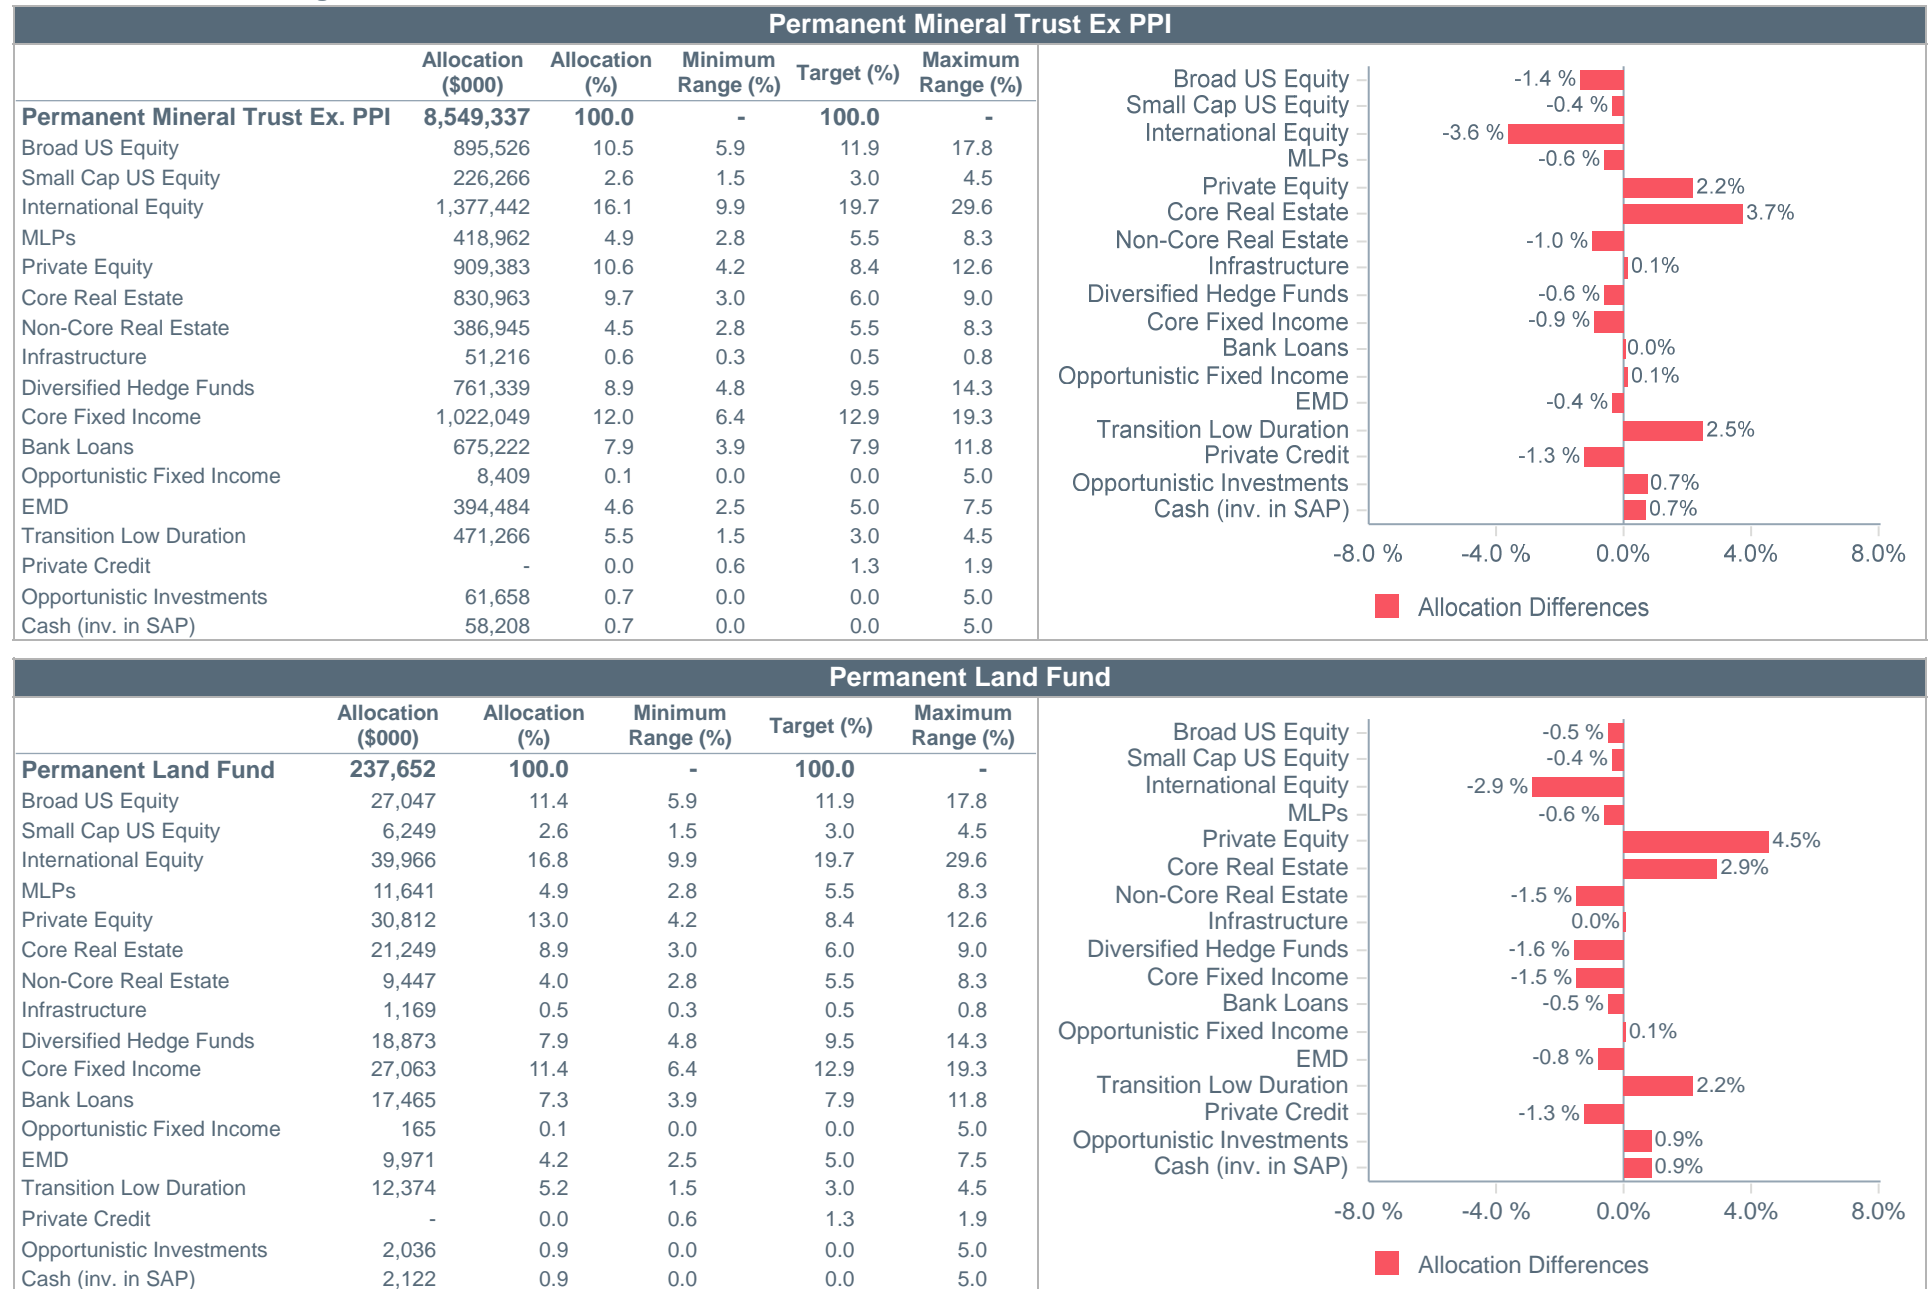 Permanent Mineral Trust Ex PPI
Allocation ($000) Allocation (%) Minimum Range (%) Target (%) Maximum Range (%)
Permanent Mineral Trust Ex. PPI 8,549,337 100.0 - 100.0 -
Broad US Equity 895,526 10.5 5.9 11.9 17.8
Small Cap US Equity 226,266 2.6 1.5 3.0 4.5
International Equity 1,377,442 16.1 9.9 19.7 29.6
MLPs 418,962 4.9 2.8 5.5 8.3
Private Equity 909,383 10.6 4.2 8.4 12.6
Core Real Estate 830,963 9.7 3.0 6.0 9.0
Non-Core Real Estate 386,945 4.5 2.8 5.5 8.3
Infrastructure 51,216 0.6 0.3 0.5 0.8
Diversified Hedge Funds 761,339 8.9 4.8 9.5 14.3
Core Fixed Income 1,022,049 12.0 6.4 12.9 19.3
Bank Loans 675,222 7.9 3.9 7.9 11.8
Opportunistic Fixed Income 8,409 0.1 0.0 0.0 5.0
EMD 394,484 4.6 2.5 5.0 7.5
Transition Low Duration 471,266 5.5 1.5 3.0 4.5
Private Credit - 0.0 0.6 1.3 1.9
Opportunistic Investments 61,658 0.7 0.0 0.0 5.0
Cash (inv. in SAP) 58,208 0.7 0.0 0.0 5.0
Broad US Equity -1.4 %
Small Cap US Equity -0.4 %
International Equity -3.6 %
MLPs -0.6 %
Private Equity 2.2%
Core Real Estate 3.7%
Non-Core Real Estate -1.0 %
Infrastructure 0.1%
Diversified Hedge Funds -0.6 %
Core Fixed Income -0.9 %
Bank Loans 0.0%
Opportunistic Fixed Income 0.1%
EMD -0.4 %
Transition Low Duration 2.5%
Private Credit -1.3 %
Opportunistic Investments 0.7%
Cash (inv. in SAP) 0.7%
-8.0 % -4.0 % 0.0% 4.0% 8.0%
Allocation Differences
Permanent Land Fund
Allocation ($000) Allocation (%) Minimum Range (%) Target (%) Maximum Range (%)
Permanent Land Fund 237,652 100.0 - 100.0 -
Broad US Equity 27,047 11.4 5.9 11.9 17.8
Small Cap US Equity 6,249 2.6 1.5 3.0 4.5
International Equity 39,966 16.8 9.9 19.7 29.6
MLPs 11,641 4.9 2.8 5.5 8.3
Private Equity 30,812 13.0 4.2 8.4 12.6
Core Real Estate 21,249 8.9 3.0 6.0 9.0
Non-Core Real Estate 9,447 4.0 2.8 5.5 8.3
Infrastructure 1,169 0.5 0.3 0.5 0.8
Diversified Hedge Funds 18,873 7.9 4.8 9.5 14.3
Core Fixed Income 27,063 11.4 6.4 12.9 19.3
Bank Loans 17,465 7.3 3.9 7.9 11.8
Opportunistic Fixed Income 165 0.1 0.0 0.0 5.0
EMD 9,971 4.2 2.5 5.0 7.5
Transition Low Duration 12,374 5.2 1.5 3.0 4.5
Private Credit - 0.0 0.6 1.3 1.9
Opportunistic Investments 2,036 0.9 0.0 0.0 5.0
Cash (inv. in SAP) 2,122 0.9 0.0 0.0 5.0
Broad US Equity -0.5 %
Small Cap US Equity -0.4 %
International Equity -2.9 %
MLPs -0.6 %
Private Equity 4.5%
Core Real Estate 2.9%
Non-Core Real Estate -1.5 %
Infrastructure 0.0%
Diversified Hedge Funds -1.6 %
Core Fixed Income -1.5 %
Bank Loans -0.5 %
Opportunistic Fixed Income 0.1%
EMD -0.8 %
Transition Low Duration 2.2%
Private Credit -1.3 %
Opportunistic Investments 0.9%
Cash (inv. in SAP) 0.9%
-8.0 % -4.0 % 0.0% 4.0% 8.0%
Allocation Differences